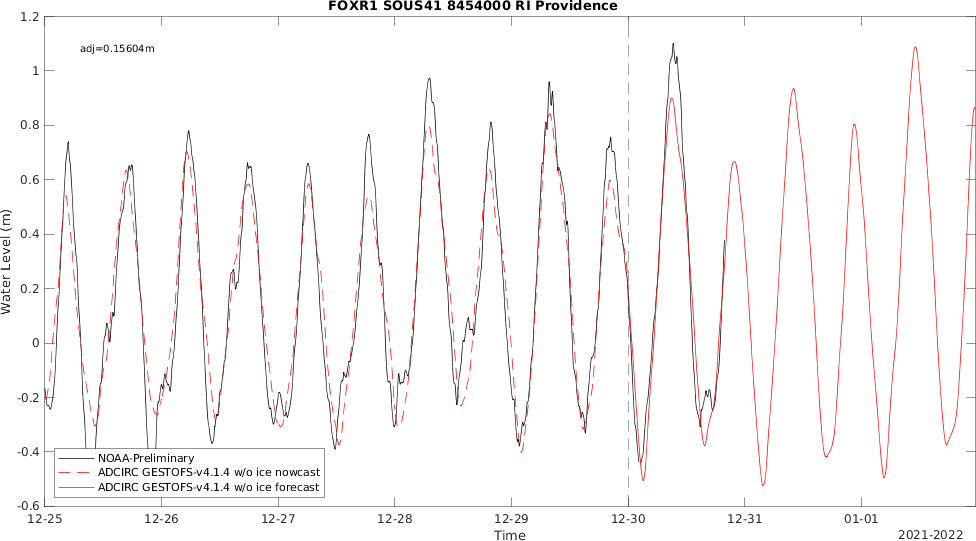 FOXR1 SOUS41 8454000 RI Providence
adj=0.15604m
1.2
1
0.8
0.6
0.4
0.2
0
-0.2
-0.4
-0.6
Water Level (m)
NOAA-Preliminary
ADCIRC GESTOFS-v4.1.4 w/o ice nowcast
ADCIRC GESTOFS-v4.1.4 w/o ice forecast
12-25 12-26 12-27 12-28 12-29 12-30 12-31 01-01
Time
2021-2022